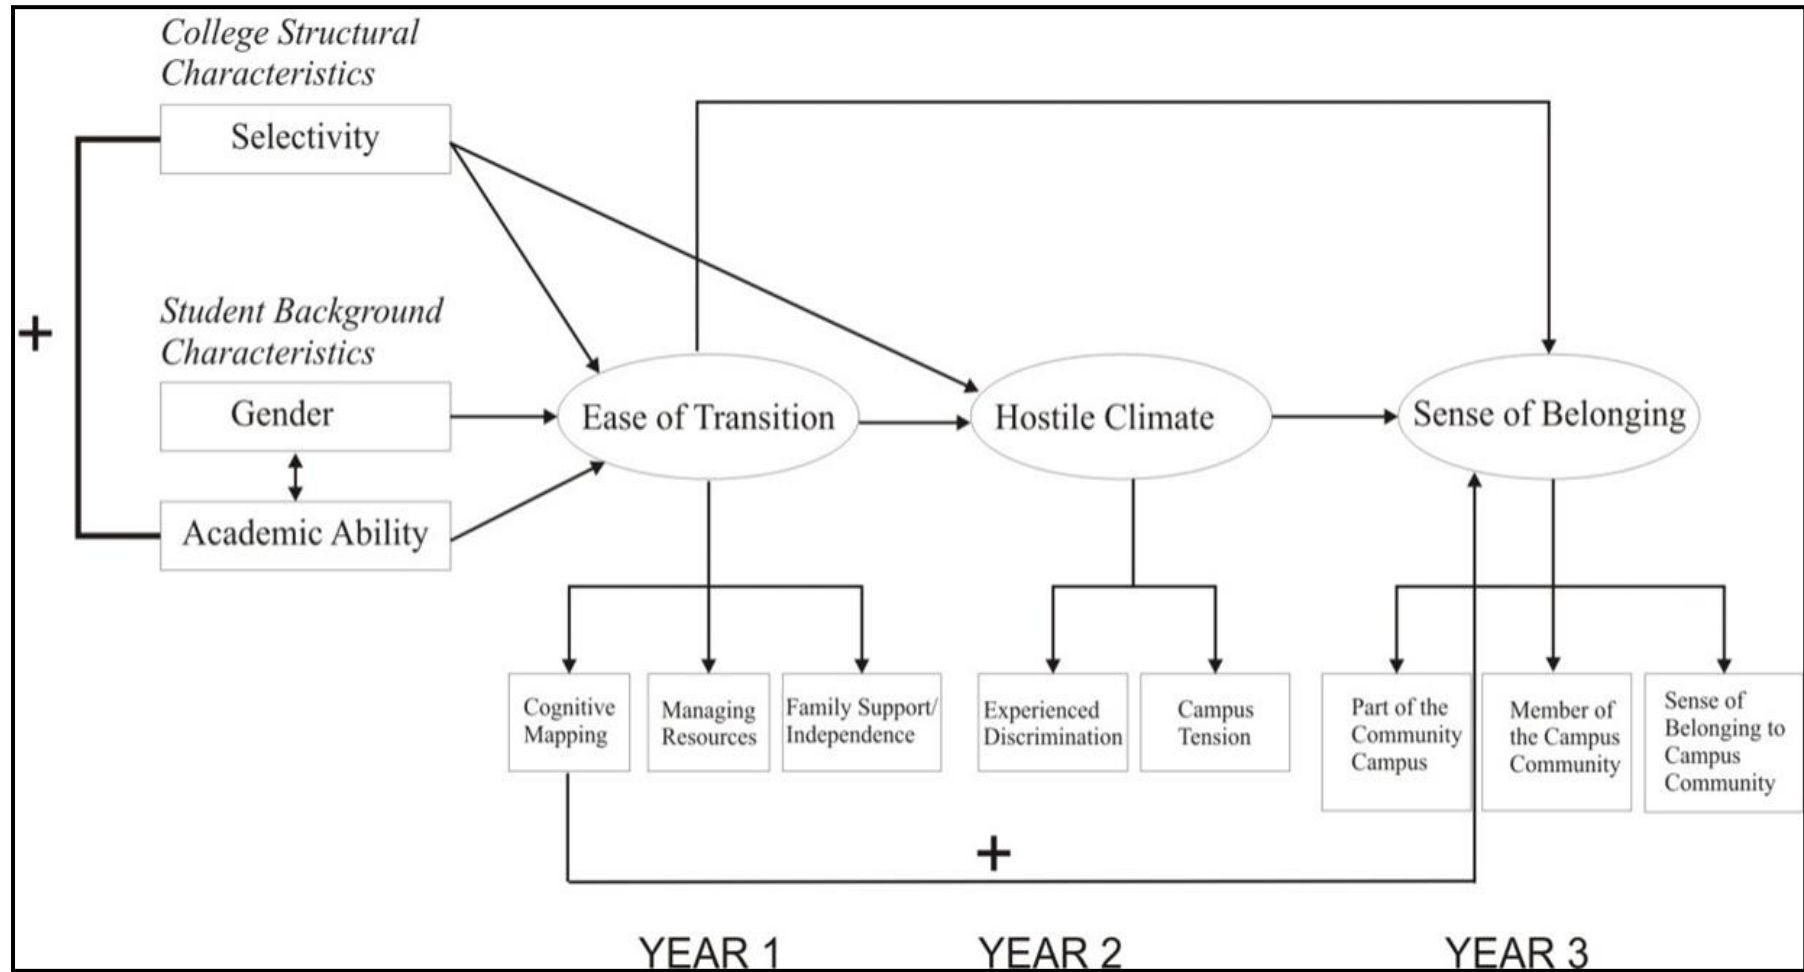 College Structural
Characteristics
Selectivity
+
Student Background
Characteristics
Gender
Academic Ability
Ease of Transition
Hostile Climate
Sense of Belonging
Cognitive
Mapping
Managing
Resources
Family Support/
Independence
Experienced
Discrimination
Campus
Tension
Part of the
Community
Campus
Member of
the Campus
Community
Sense of
Belonging to
Campus
Community
+
YEAR 1
YEAR 2
YEAR 3